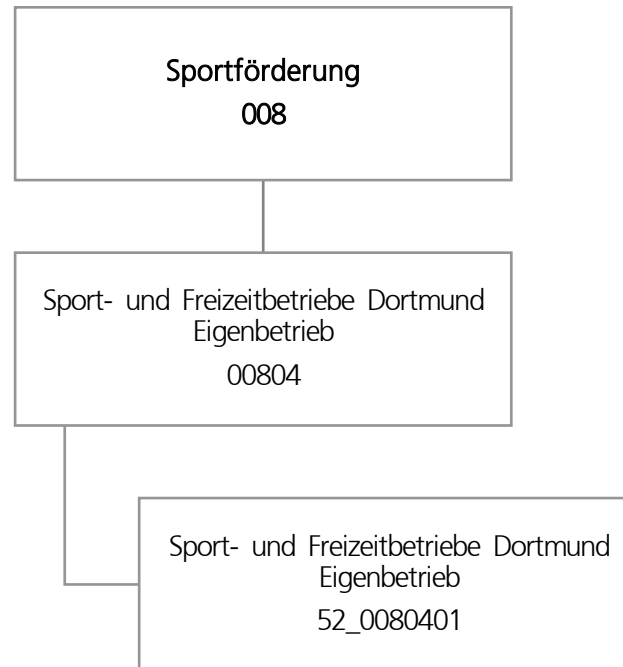 Sportförderung
008
Sport- und Freizeitbetriebe Dortmund
Eigenbetrieb
00804
Sport- und Freizeitbetriebe Dortmund
Eigenbetrieb
52_0080401